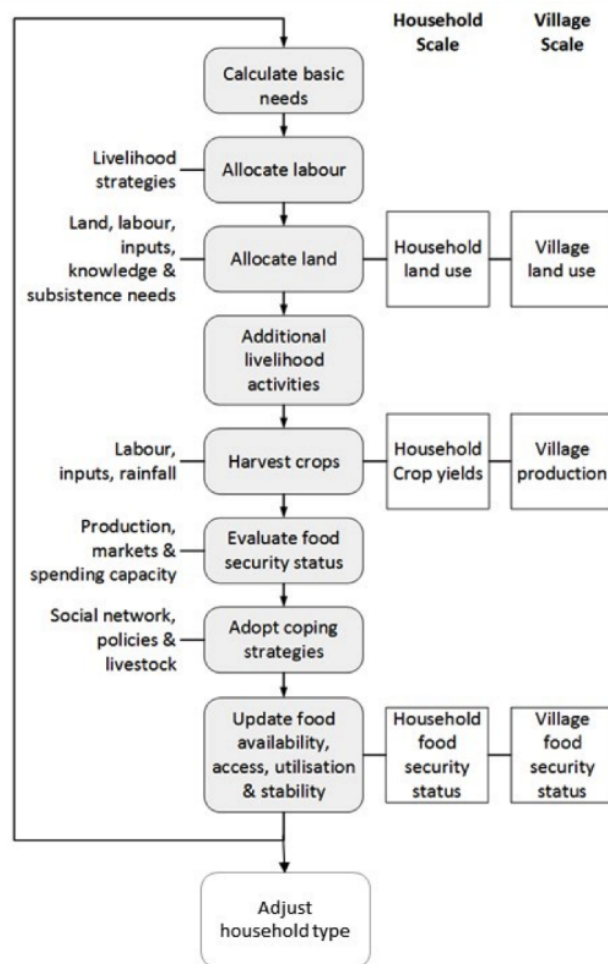 Household
Scale
Village
Scale
Calculate basic
needs
Livelihood
strategies
Allocate labour
Land, labour,
inputs,
knowledge &
subsistence needs
Allocate land
Household
land use
Village
land use
Additional
livelihood
activities
Labour,
inputs, rainfall
Harvest crops
Household
Crop yields
Village
production
Production,
markets &
spending capacity
Evaluate food
security status
Social network,
policies &
livestock
Adopt coping
strategies
Update food
availability,
access, utilisation
& stability
Household
food
security
status
Village
food
security
status
Adjust
household type